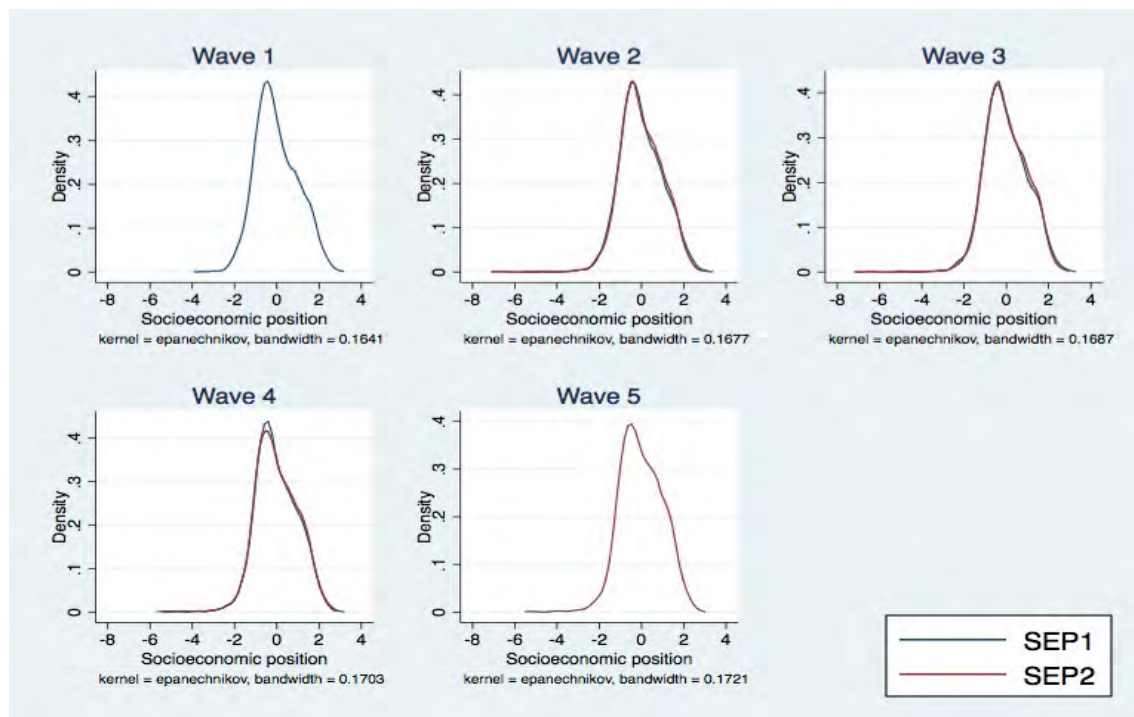 Wave 1
Wave 2
Wave 3
Density
0 .1 .2 .3 .4
-8 -6 -4 -2 0 2 4
Socioeconomic position
kernel = epanechnikov, bandwidth = 0.1641
Density
0 .1 .2 .3 .4
-8 -6 -4 -2 0 2 4
Socioeconomic position
kernel = epanechnikov, bandwidth = 0.1677
Density
0 .1 .2 .3 .4
-8 -6 -4 -2 0 2 4
Socioeconomic position
kernel = epanechnikov, bandwidth = 0.1687
Wave 4
Wave 5
Density
0 .1 .2 .3 .4
-8 -6 -4 -2 0 2 4
Socioeconomic position
kernel = epanechnikov, bandwidth = 0.1703
Density
0 .1 .2 .3 .4
-8 -6 -4 -2 0 2 4
Socioeconomic position
kernel = epanechnikov, bandwidth = 0.1721
SEP1
SEP2